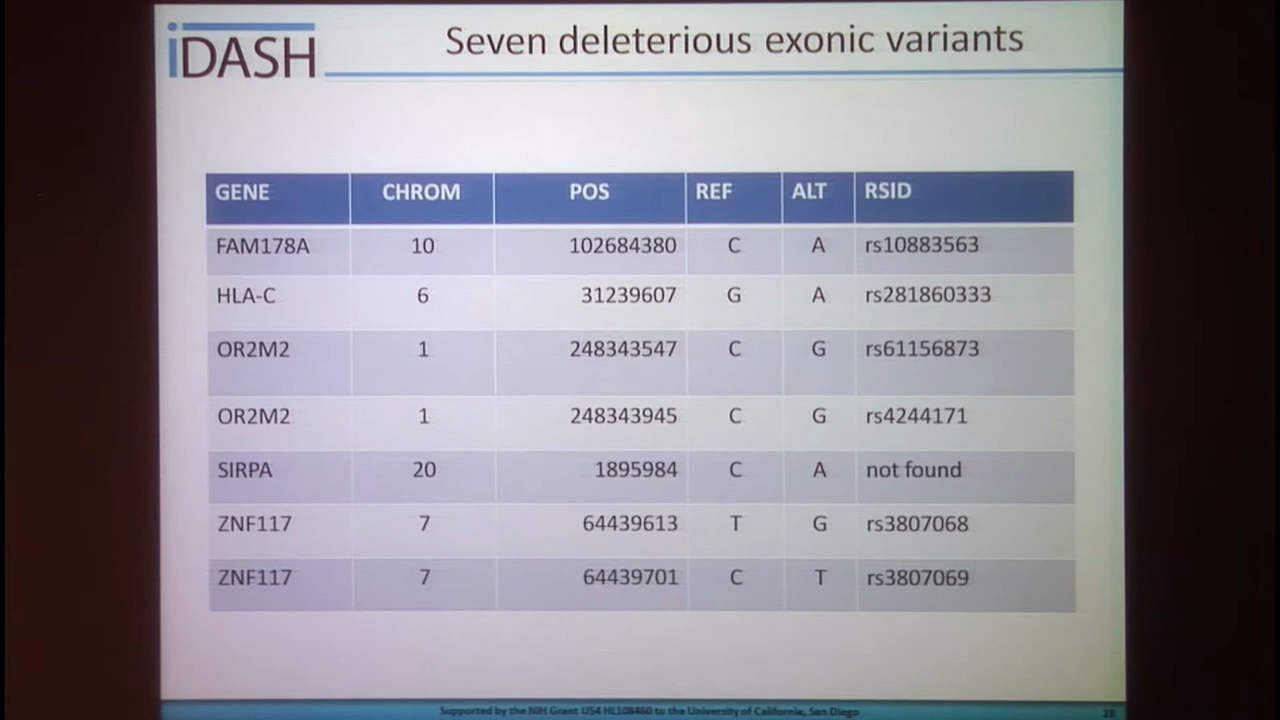 iDASH
Seven deleterious exonic variants
GENE CHROM POS REF ALT RSID
FAM178A 10 102684380 C A rs10883563
HLA-C 6 31239607 G A rs281860333
OR2M2 1 248343547 C G rs61156873
OR2M2 1 248343945 C G rs4244171
SIRPA 20 1895984 C A not found
ZNF117 7 64439613 T G rs3807068
ZNF117 7 64439701 C T rs3807069
Supported by the NIH Grant U54 HL108460 to the University of California, San Diego
28